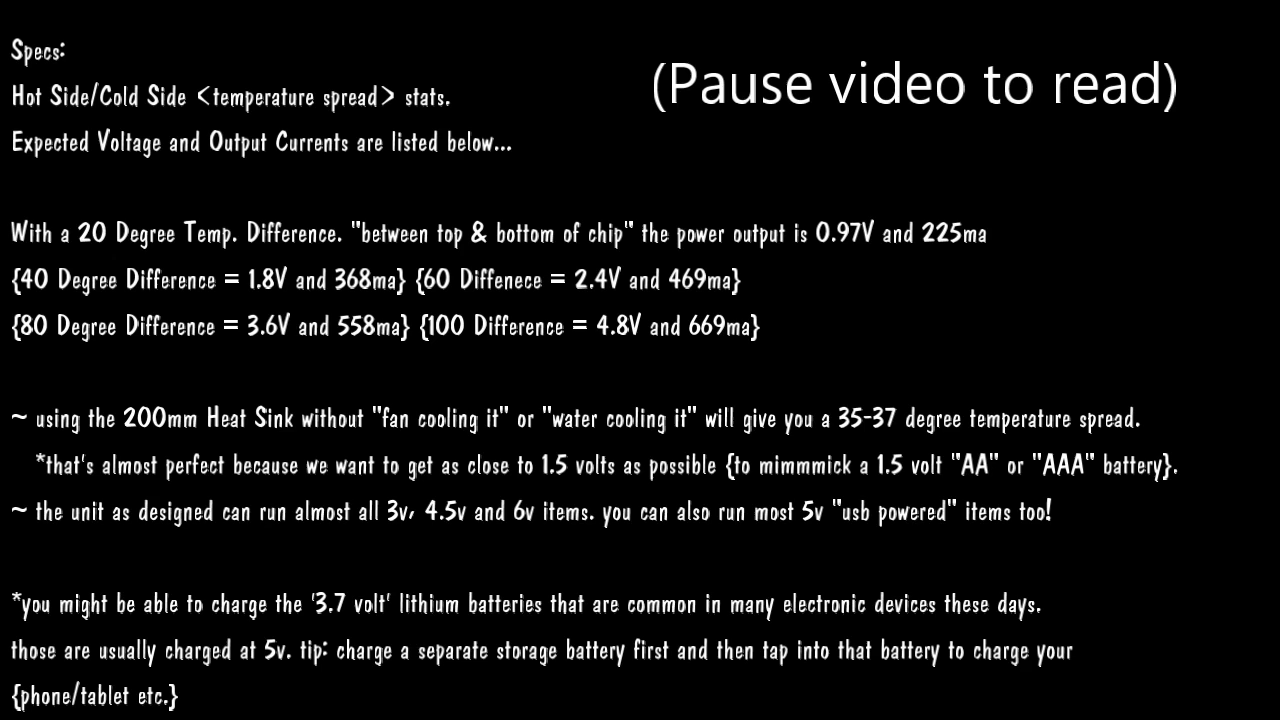 Specs:
(Pause video to read)
Hot Side/Cold Side <temperature spread> stats.
Expected Voltage and Output Currents are listed below...
With a 20 Degree Temp. Difference. "between top & bottom of chip" the power output is 0.97V and 225ma
{40 Degree Difference = 1.8V and 368ma} {60 Diffenece = 2.4V and 469ma}
{80 Degree Difference = 3.6V and 558ma} {100 Difference = 4.8V and 669ma}
~ using the 200mm Heat Sink without "fan cooling it" or "water cooling it" will give you a 35-37 degree temperature spread.
*that's almost perfect because we want to get as close to 1.5 volts as possible {to mimmmick a 1.5 volt "AA" or "AAA" battery}.
~ the unit as designed can run almost all 3v, 4.5v and 6v items. you can also run most 5v "usb powered" items too!
*you might be able to charge the '3.7 volt' lithium batteries that are common in many electronic devices these days.
those are usually charged at 5v. tip: charge a separate storage battery first and then tap into that battery to charge your
{phone/tablet etc.}